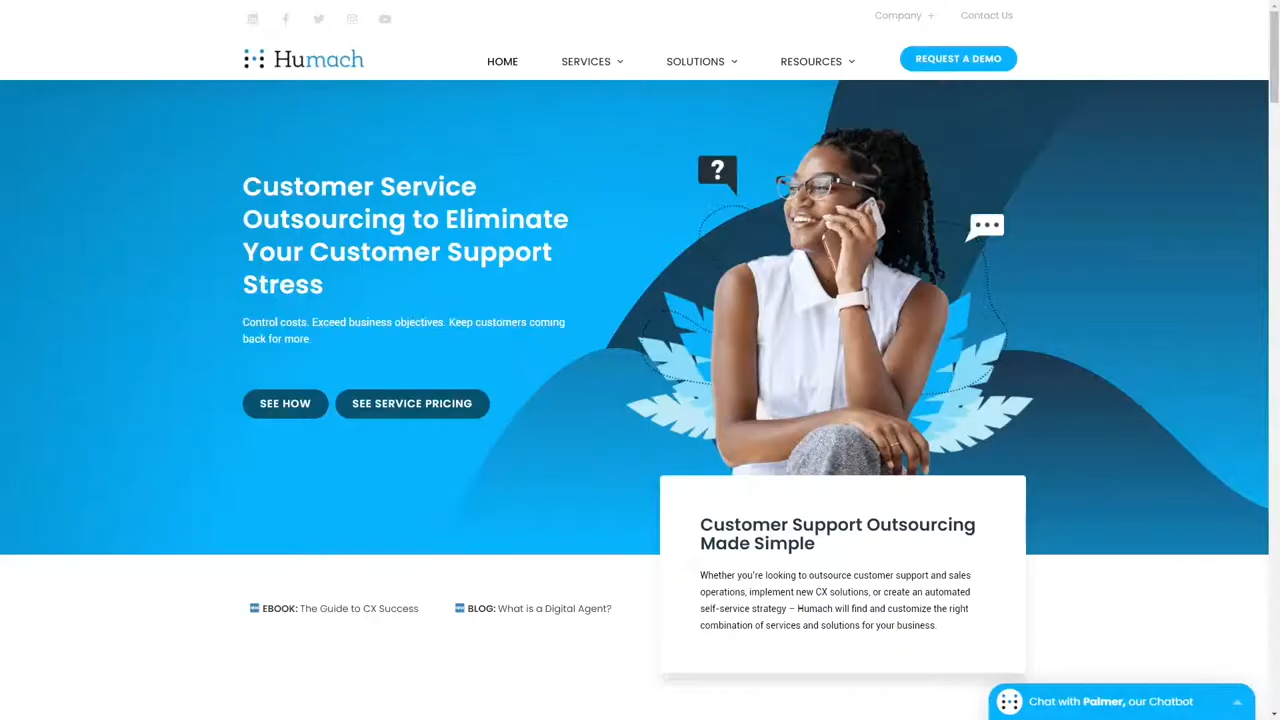 Company +
Contact Us
Humach
HOME
SERVICES
SOLUTIONS
RESOURCES
REQUEST A DEMO
?
Customer Service
Outsourcing to Eliminate
Your Customer Support
Stress
Control costs. Exceed business objectives. Keep customers coming
back for more
SEE HOW
SEE SERVICE PRICING
Customer Support Outsourcing
Made Simple
Whether you're looking to outsource customer support and sales
operations, implement new CX solutions, or create an automated
self-service strategy – Humach will find and customize the right
combination of services and solutions for your business.
EBOOK: The Guide to CX Success
BLOG: What is a Digital Agent?
Chat with Palmer, our Chatbot